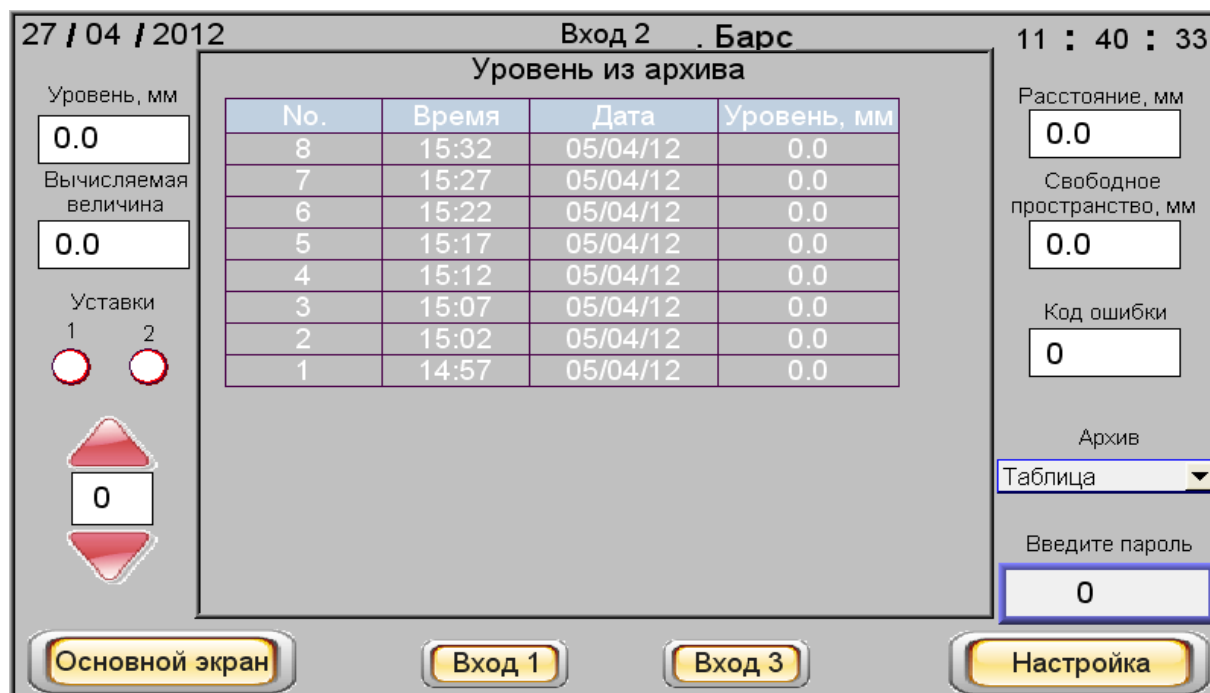 27 / 04 / 2012
Вход 2 . Барс
11 : 40 : 33
Уровень, мм
0.0
Вычисляемая
величина
0.0
Уставки
1 2
0
Уровень из архива
No. Время Дата Уровень, мм
8 15:32 05/04/12 0.0
7 15:27 05/04/12 0.0
6 15:22 05/04/12 0.0
5 15:17 05/04/12 0.0
4 15:12 05/04/12 0.0
3 15:07 05/04/12 0.0
2 15:02 05/04/12 0.0
1 14:57 05/04/12 0.0
Расстояние, мм
0.0
Свободное
пространство, мм
0.0
Код ошибки
0
Архив
Таблица
Введите пароль
0
Основной экран
Вход 1
Вход 3
Настройка